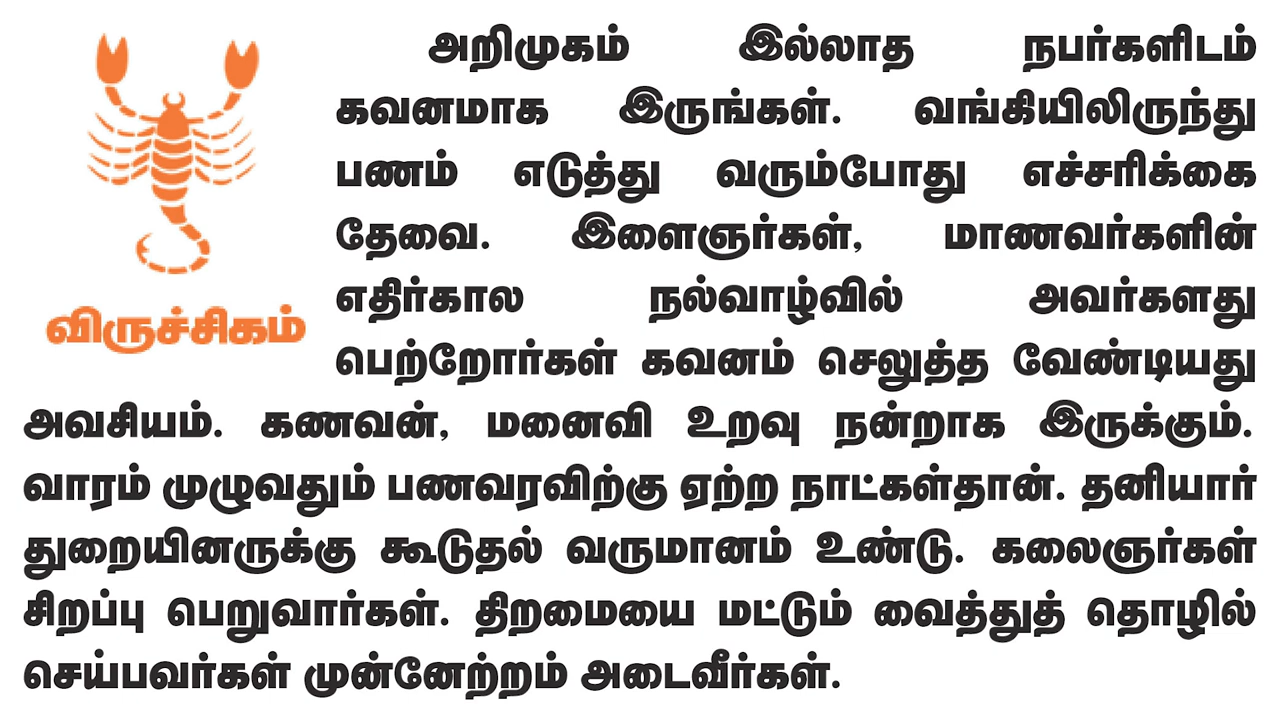 அறிமுகம் இல்லாத நபர்களிடம்
கவனமாக இருங்கள். வங்கியிலிருந்து
பணம் எடுத்து வரும்போது எச்சரிக்கை
தேவை. இளைஞர்கள், மாணவர்களின்
எதிர்கால நல்வாழ்வில் அவர்களது
பெற்றோர்கள் கவனம் செலுத்த வேண்டியது
விருச்சிகம்
அவசியம். கணவன், மனைவி உறவு நன்றாக இருக்கும்.
வாரம் முழுவதும் பணவரவிற்கு ஏற்ற நாட்கள்தான். தனியார்
துறையினருக்கு கூடுதல் வருமானம் உண்டு. கலைஞர்கள்
சிறப்பு பெறுவார்கள். திறமையை மட்டும் வைத்துத் தொழில்
செய்பவர்கள் முன்னேற்றம் அடைவீர்கள்.